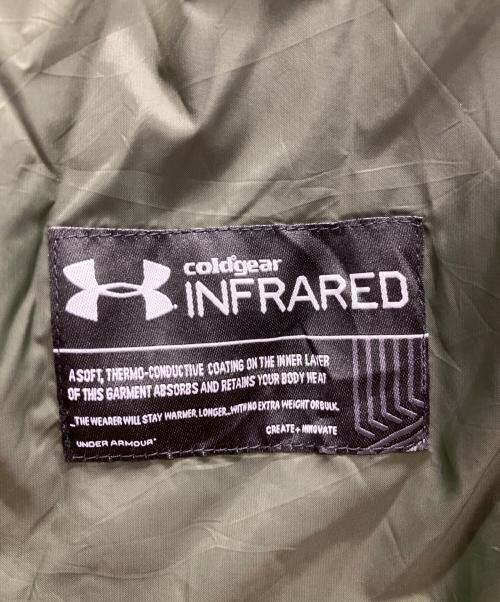 coldgear
INFRARED
A SOFT, THERMO-CONDUCTIVE COATING ON THE INNER LAYER
OF THIS GARMENT ABSORBS AND RETAINS YOUR BODY HEAT
...THE WEARER WILL STAY WARMER, LONGER...WITH NO EXTRA WEIGHT OR BULK.
CREATE + INNOVATE
UNDER ARMOUR®